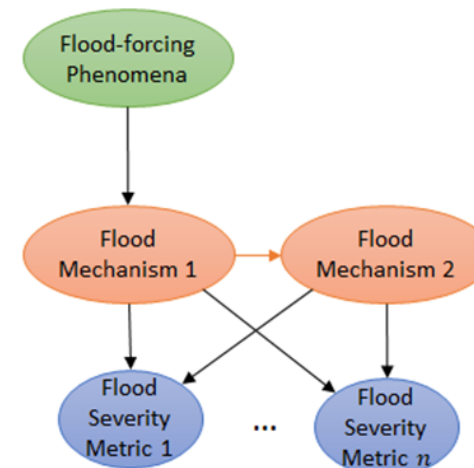 Flood-forcing
Phenomena
Flood
Mechanism 1
Flood
Mechanism 2
Flood
Severity
Metric 1
...
Flood
Severity
Metric n